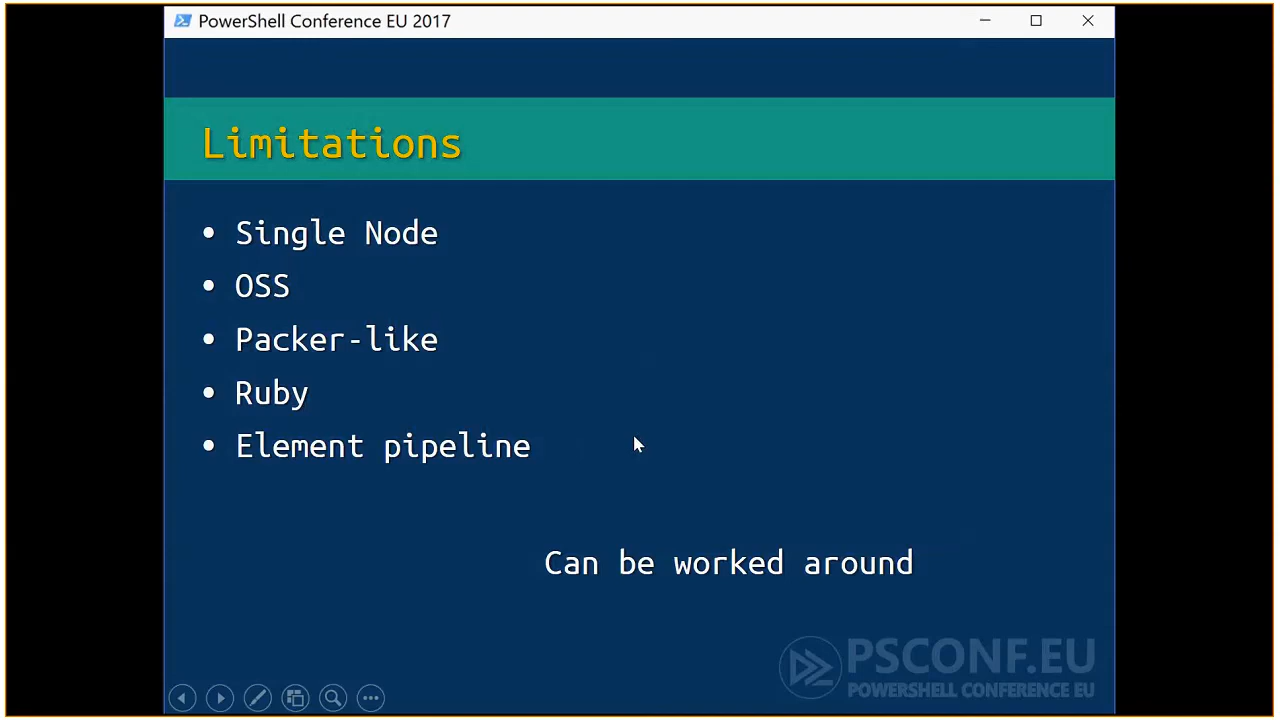 PowerShell Conference EU 2017
Limitations
• Single Node
• OSS
• Packer-like
• Ruby
• Element pipeline
Can be worked around
PSCONF.EU
POWERSHELL CONFERENCE EU